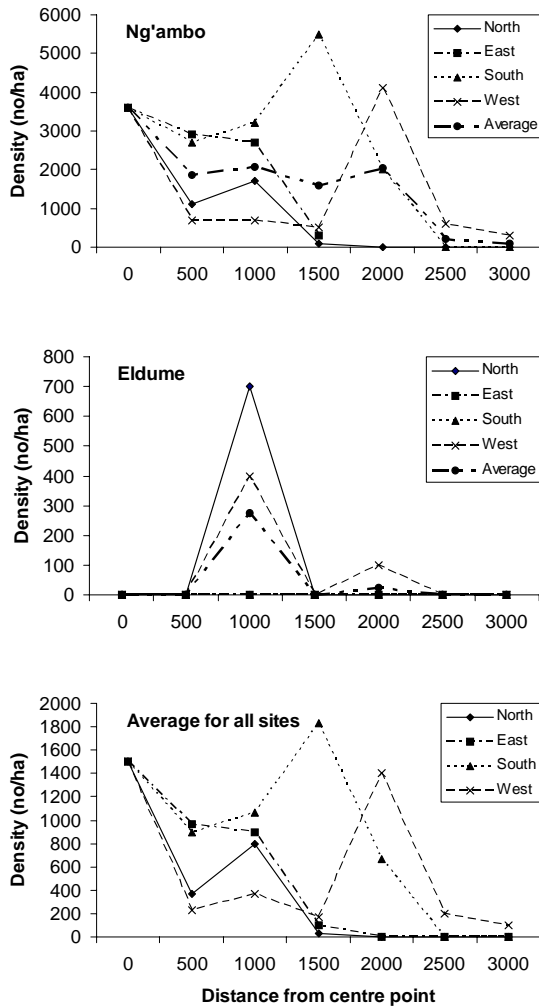 Ng'ambo
Density (no/ha)
6000
5000
4000
3000
2000
1000
0
0 500 1000 1500 2000 2500 3000
North
East
South
West
Average
Eldume
Density (no/ha)
800
700
600
500
400
300
200
100
0
0 500 1000 1500 2000 2500 3000
North
East
South
West
Average
Average for all sites
Density (no/ha)
2000
1800
1600
1400
1200
1000
800
600
400
200
0
0 500 1000 1500 2000 2500 3000
Distance from centre point
North
East
South
West